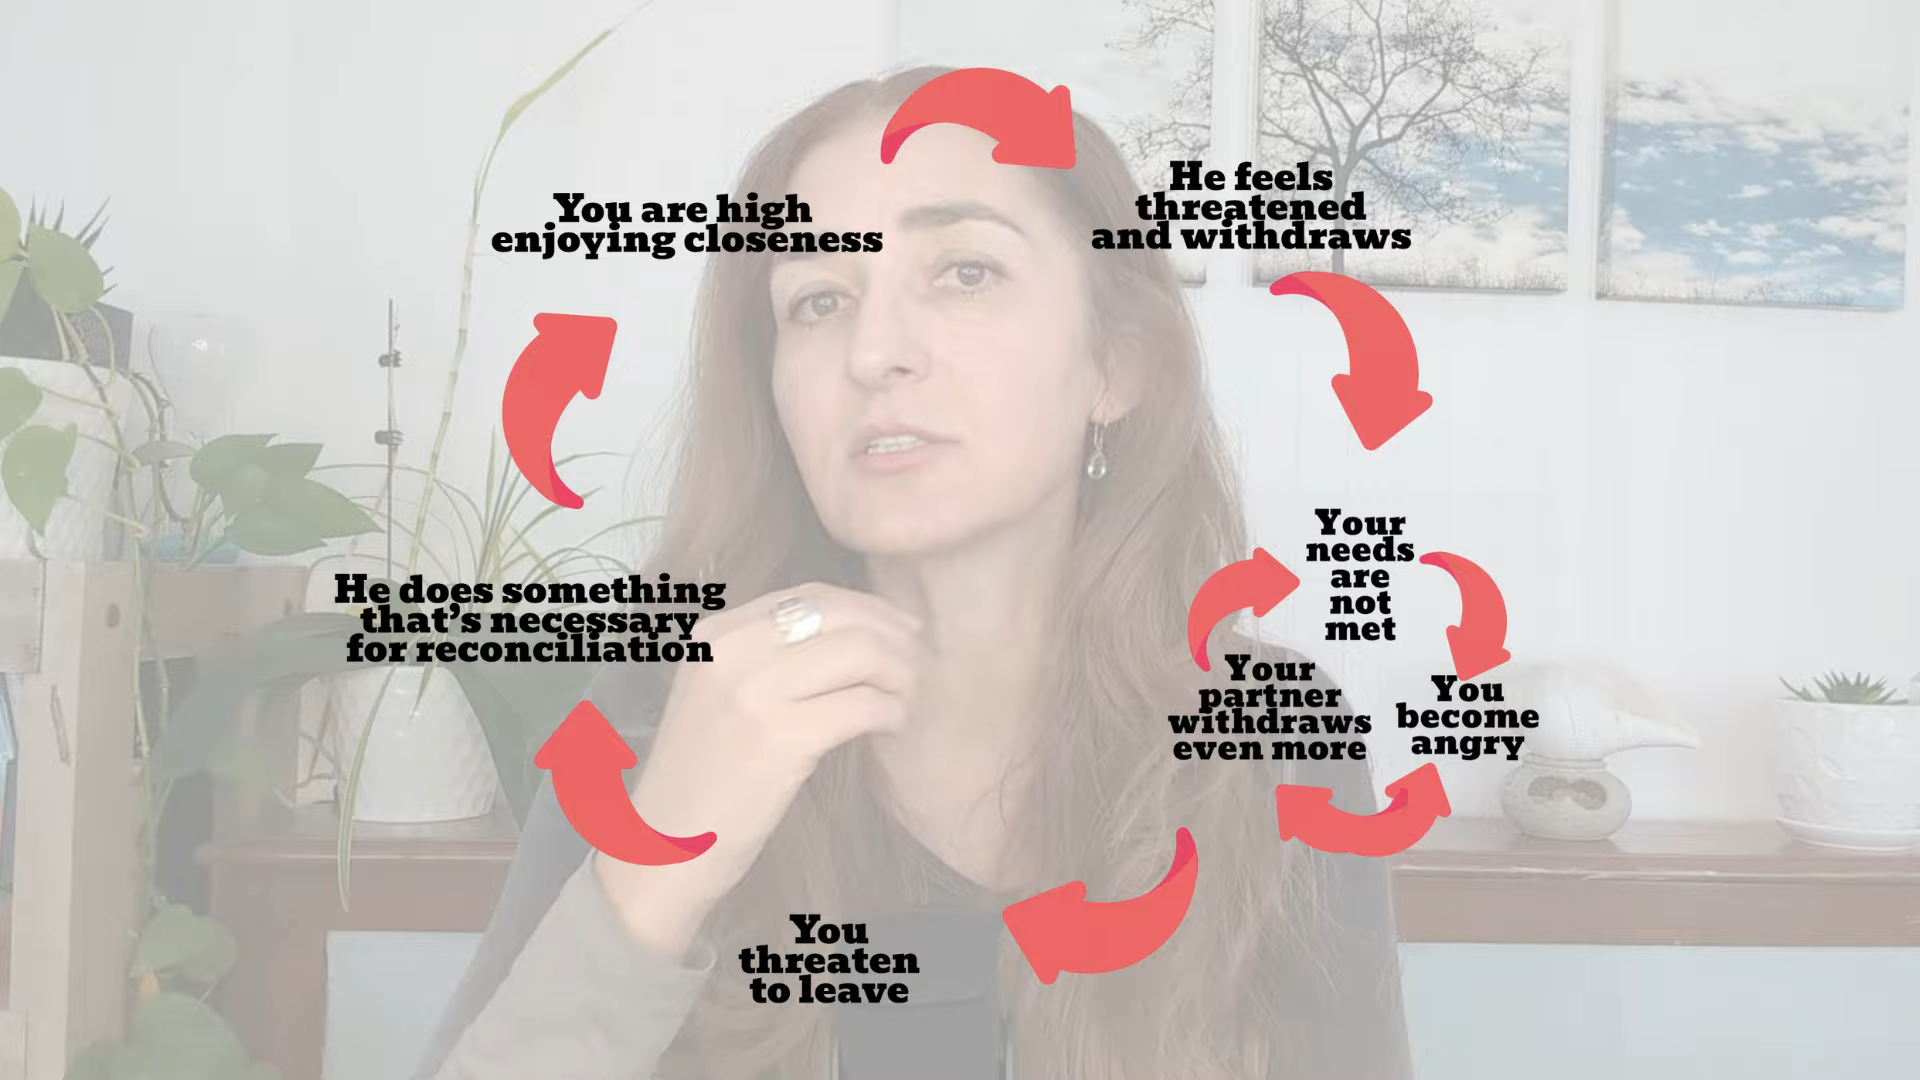 You are high
enjoying closeness
He feels
threatened
and withdraws
Your
needs
are
not
met
You
become
angry
Your
partner
withdraws
even more
You
threaten
to leave
He does something
that's necessary
for reconciliation